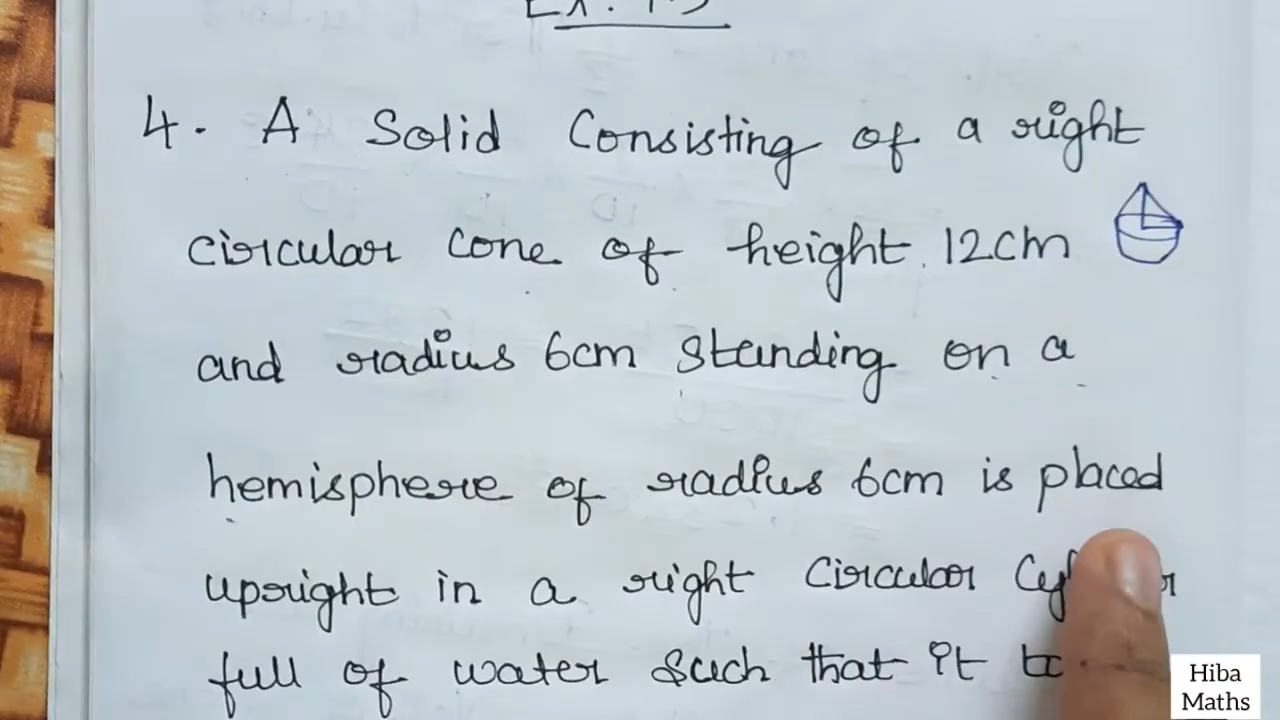 4. A Solid Consisting of a right
circular cone of height 12cm
and radius 6cm standing on a
hemisphere of radius 6cm is placed
upright in a right Circular
full of water such that it
Hiba
Maths